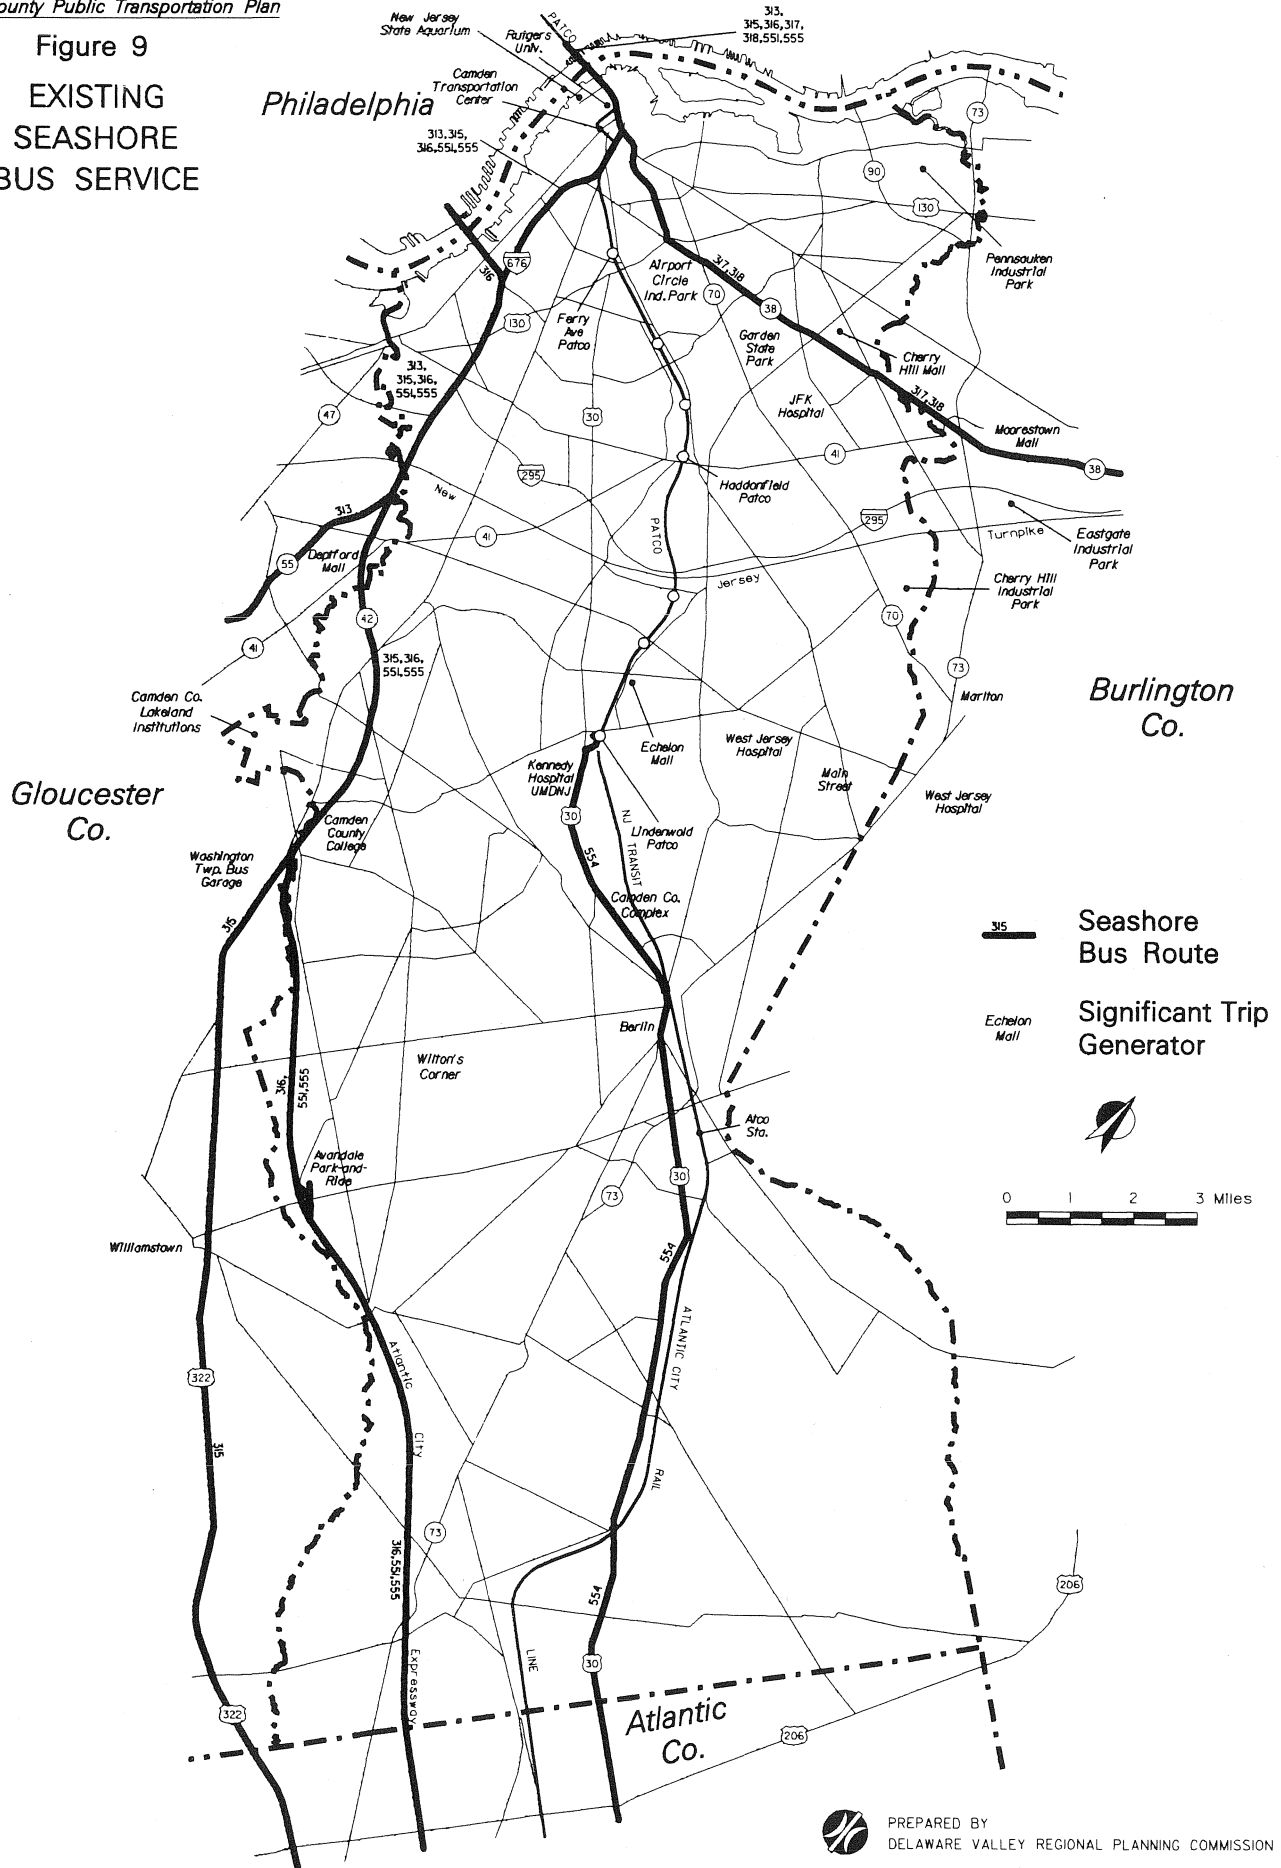 ounty Public Transportation Plan
Figure 9
EXISTING
SEASHORE
BUS SERVICE
Philadelphia
New Jersey
State Aquarium
Rutgers
Univ.
PATCO
313,
315,316,317,
318,551,555
Camden
Transportation
Center
313,315,
316,551,555
73
90
130
Pennsauken
Industrial
Park
316
676
Airport
Circle
Ind.Park
317,318
70
38
130
Ferry
Ave
Patco
Garden
State
Park
Cherry
Hill Mall
313,
315,316,
551,555
47
30
JFK
Hospital
317,318
Moorestown
Mall
41
38
295
New
Haddonfield
Patco
313
41
PATCO
295
Turnpike
Eastgate
Industrial
Park
55
Deptford
Mall
Jersey
Cherry Hill
Industrial
Park
42
70
41
315,316,
551,555
73
Marlton
Burlington
Co.
Camden Co.
Lakeland
Institutions
Echelon
Mall
West Jersey
Hospital
Kennedy
Hospital
UMDNJ
Main
Street
West Jersey
Hospital
Gloucester
Co.
30
NJ TRANSIT
Lindenwold
Patco
Camden
County
College
Washington
Twp. Bus
Garage
554
Camden Co.
Complex
315
315
Seashore
Bus Route
Berlin
Echelon
Mall
Significant Trip
Generator
Wilton's
Corner
316,
551,555
Atco
Sta.
Avandale
Park-and-
Ride
30
73
0 1 2 3 Miles
Williamstown
554
ATLANTIC CITY
Atlantic
322
City
315
RAIL
73
316,551,555
554
206
Expressway
LINE
30
322
Atlantic
Co.
206
PREPARED BY
DELAWARE VALLEY REGIONAL PLANNING COMMISSION